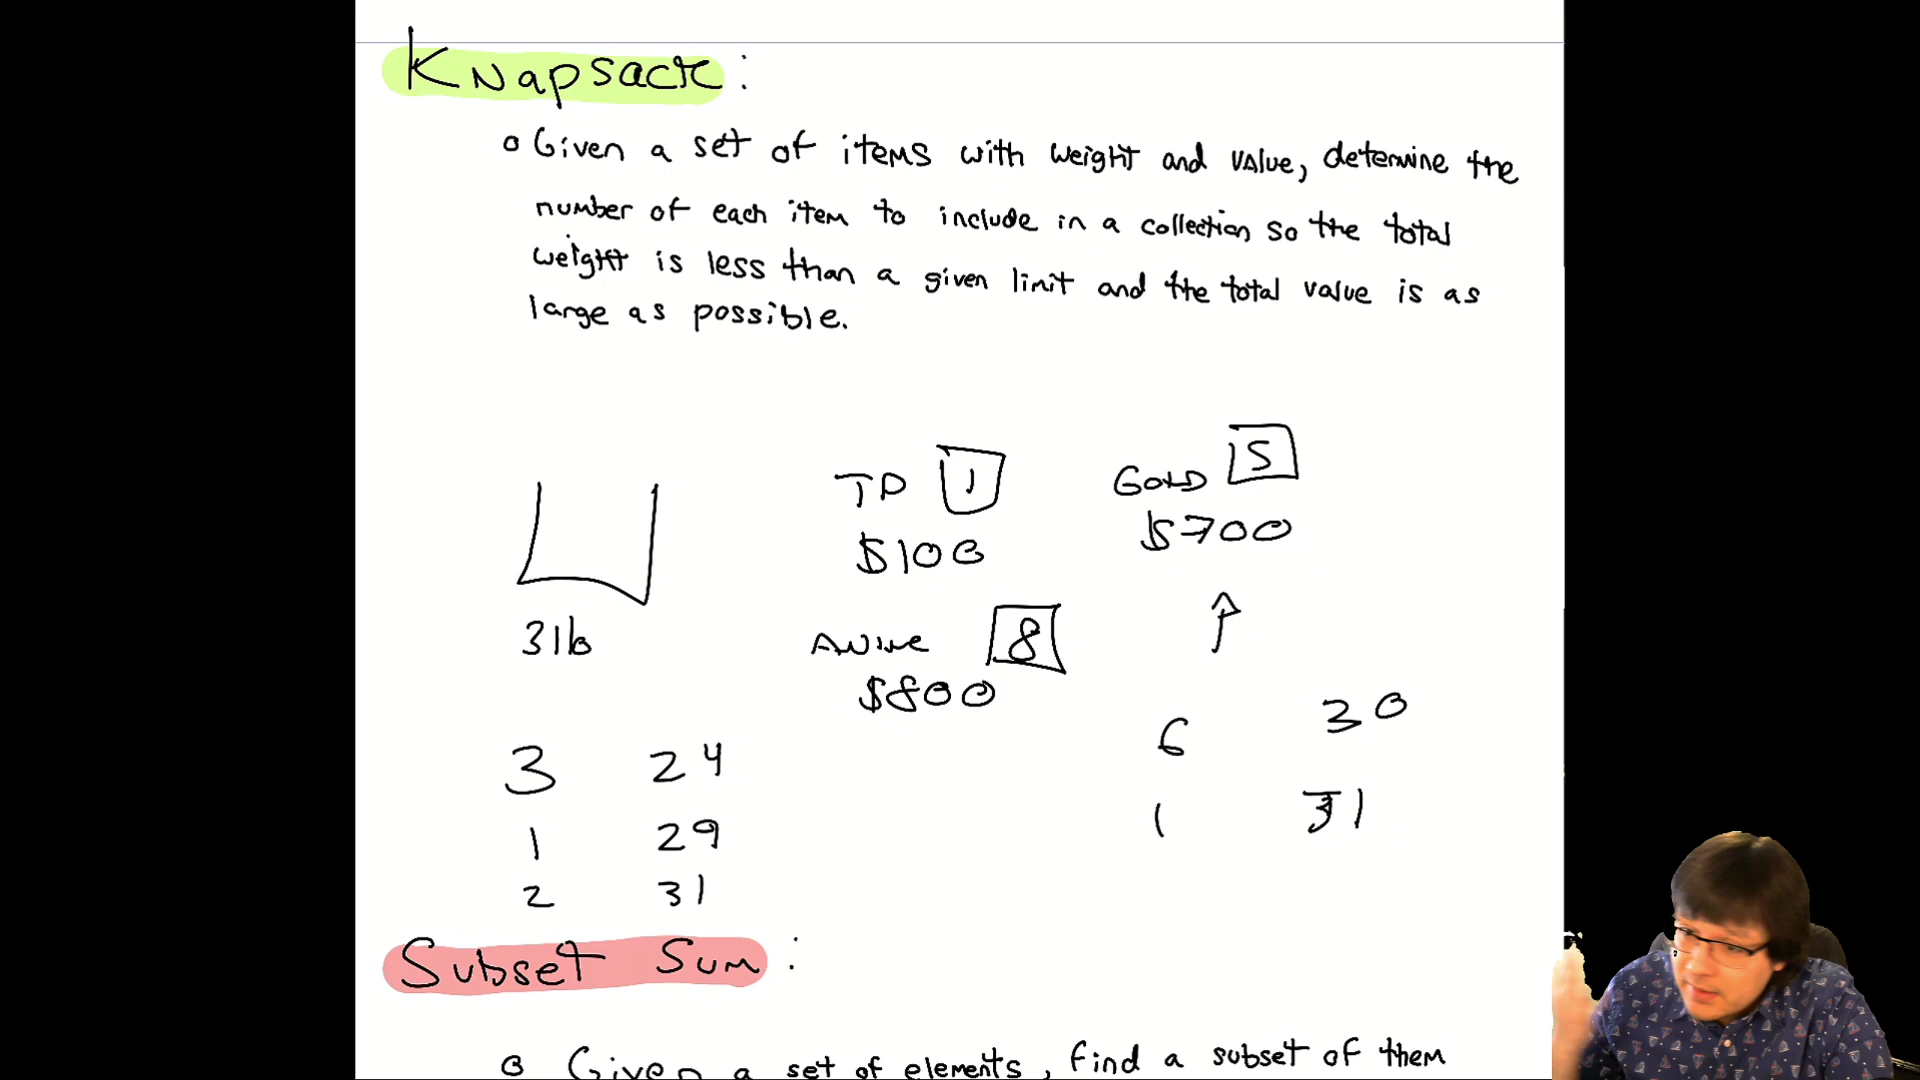 Knapsack:
o Given a set of items with weight and value, determine the
number of each item to include in a collection so the total
weight is less than a given limit and the total value is as
large as possible.
TP 1
$100
GOLD 5
$700
31b
ANIME 8
$800
3 24
1 29
2 31
6 30
1 31
Subset Sum:
o Given a set of elements, find a subset of them